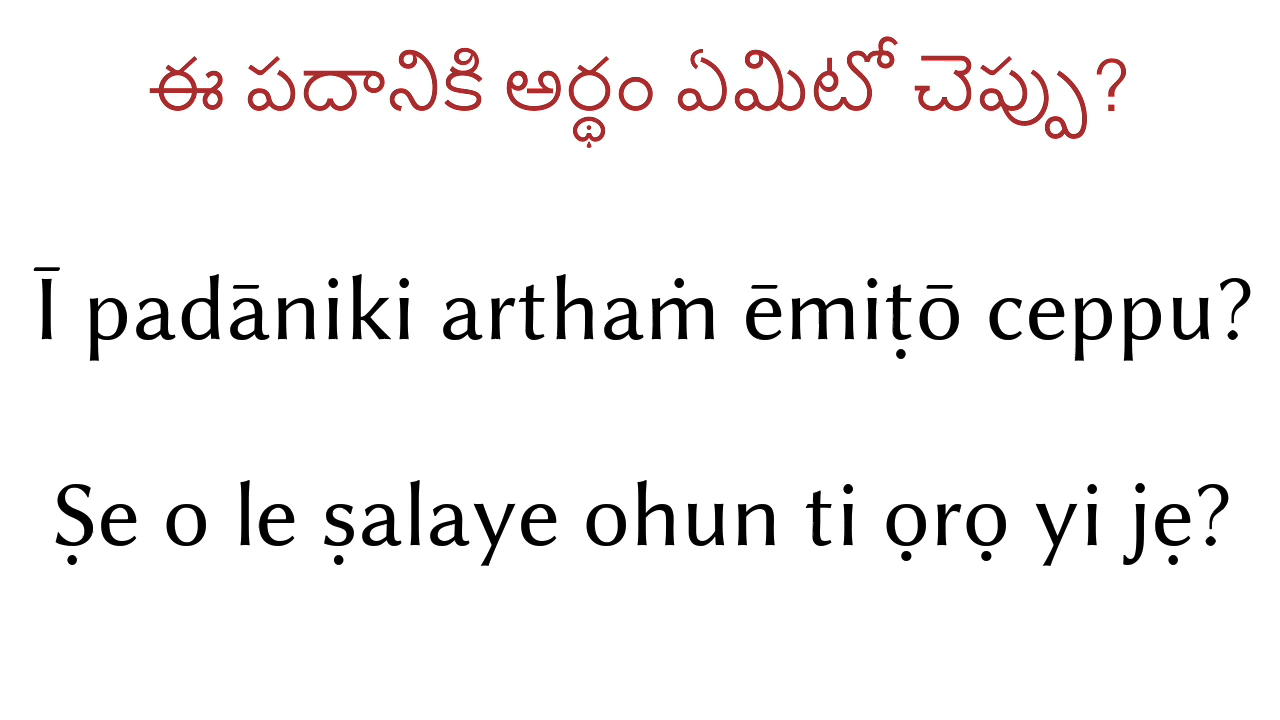 ఈ పదానికి అర్థం ఏమిటో చెప్పు?
Ī padāniki arthaṁ ēmiṭō ceppu?
Ṣe o le ṣalaye ohun ti ọrọ yi jẹ?